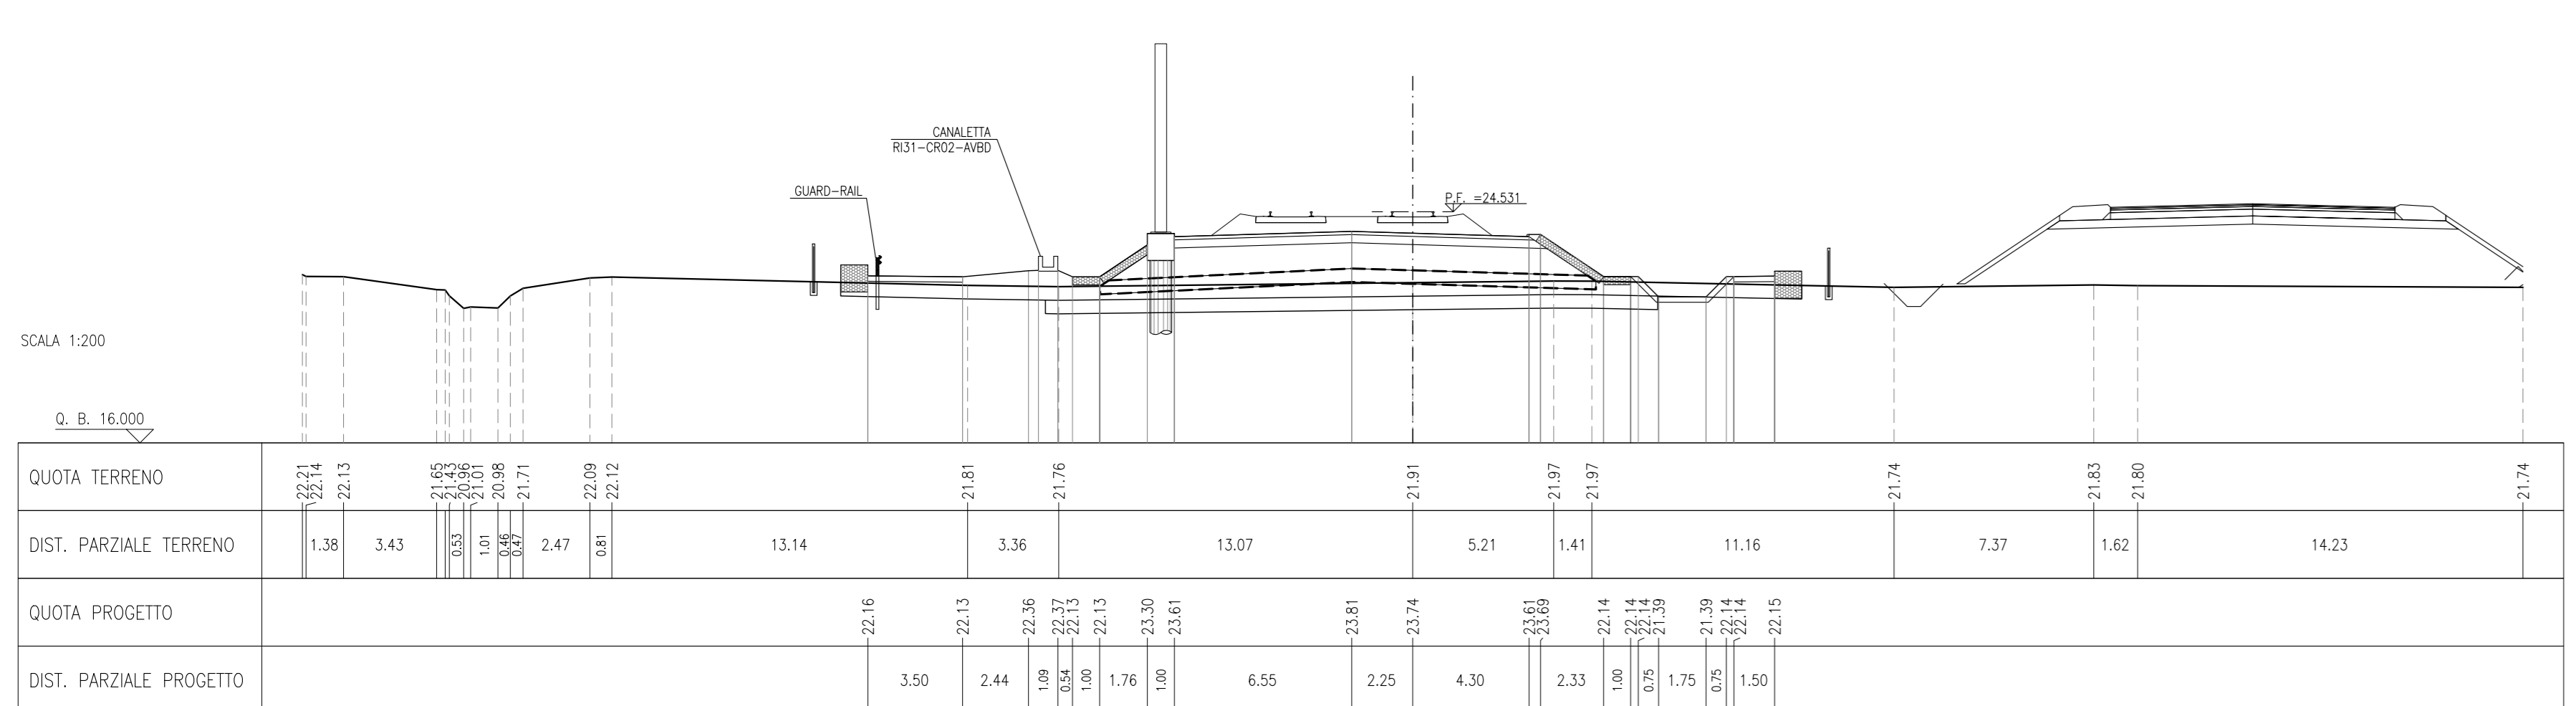 CANALETTA
RI31-CR02-AVBD
GUARD-RAIL
P.F. =24.531
SCALA 1:200
Q. B. 16.000
QUOTA TERRENO 22.21 22.14 22.13 21.65 21.43 20.96 21.01 20.98 21.71 22.09 22.12 21.81 21.76 21.91 21.97 21.97 21.74 21.83 21.80 21.74
DIST. PARZIALE TERRENO 1.38 3.43 0.53 1.01 0.46 0.47 2.47 0.81 13.14 3.36 13.07 5.21 1.41 11.16 7.37 1.62 14.23
QUOTA PROGETTO 22.16 22.13 22.36 22.37 22.13 22.13 23.30 23.61 23.81 23.74 23.61 23.69 22.14 22.14 22.14 21.39 21.39 22.14 22.14 22.15
DIST. PARZIALE PROGETTO 3.50 2.44 1.09 0.54 1.00 1.76 1.00 6.55 2.25 4.30 2.33 1.00 0.75 1.75 0.75 1.50